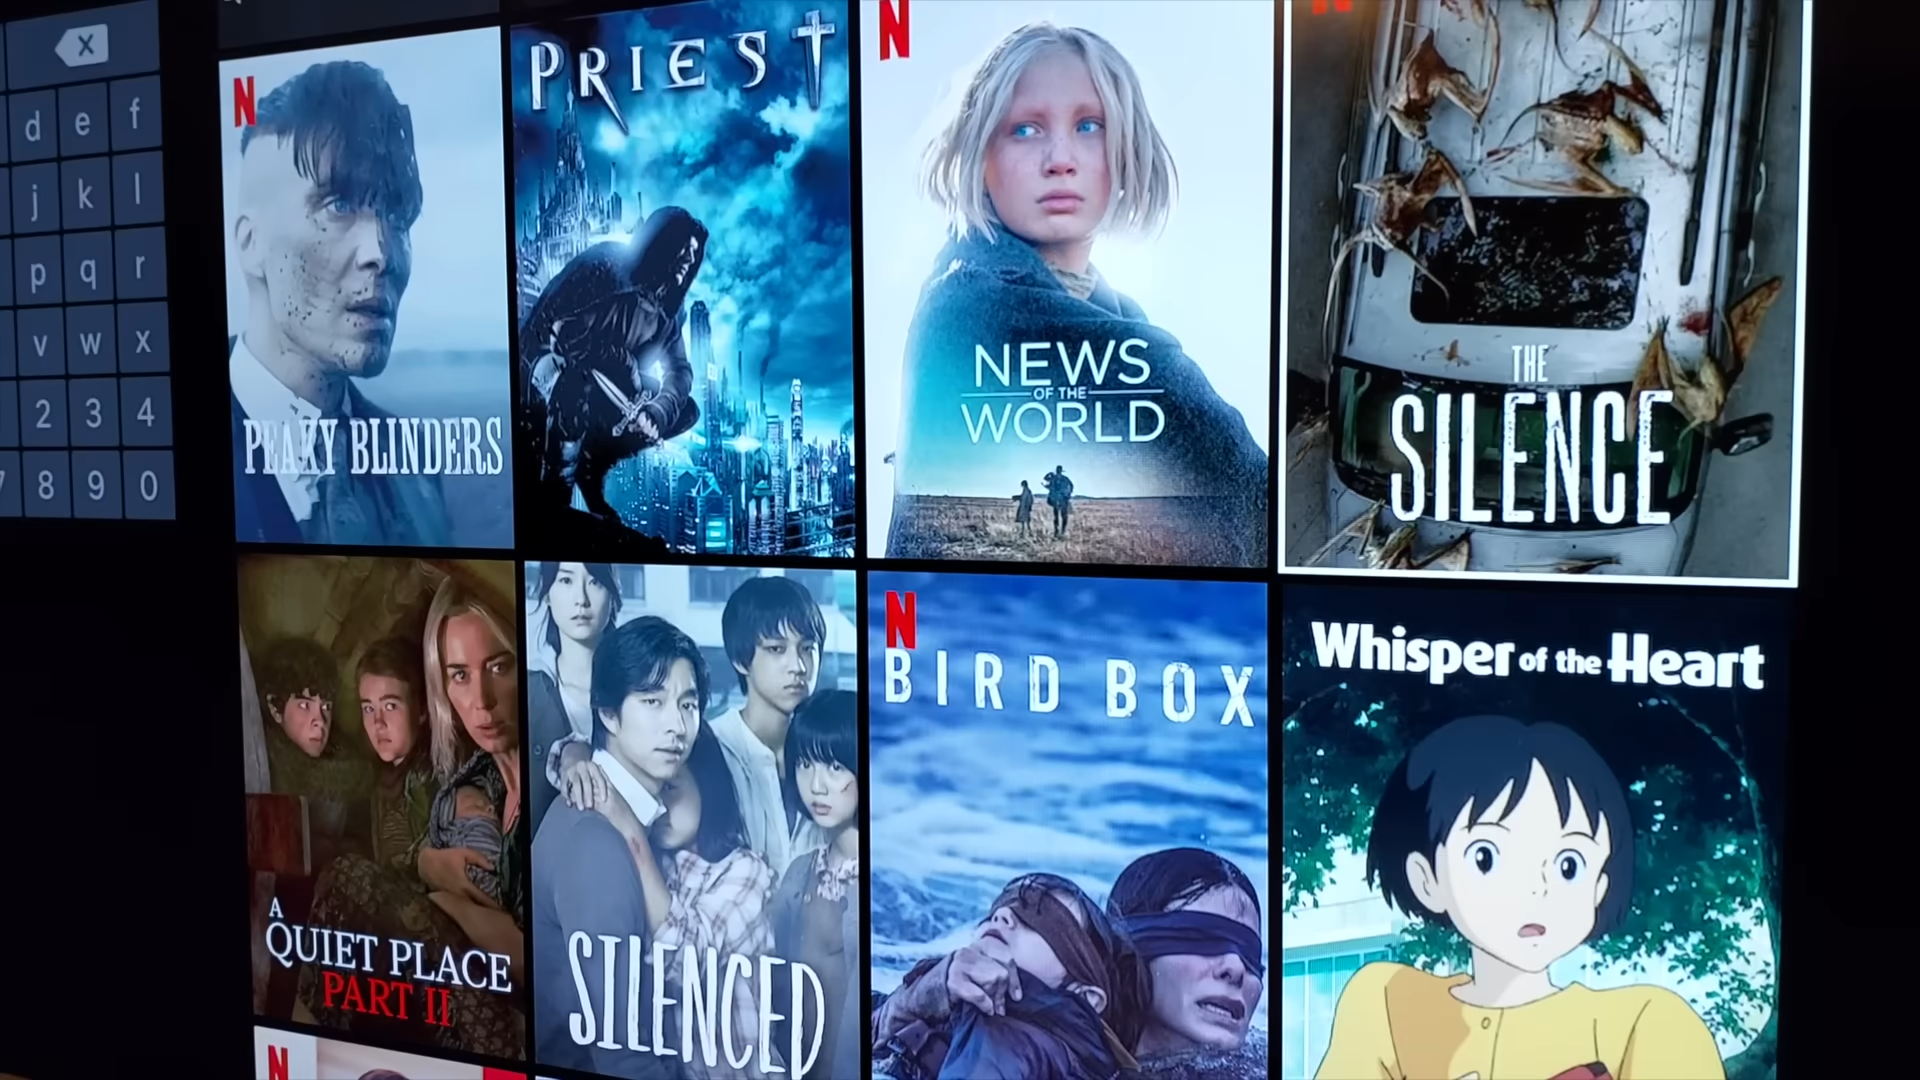 X
d e f
j k l
p q r
v w x
2 3 4
7 8 9 0
N
PEAKY BLINDERS
PRIEST
N
NEWS
OF THE
WORLD
N
THE
SILENCE
A
QUIET PLACE
PART II
SILENCED
N
BIRD BOX
Whisper of the Heart
N